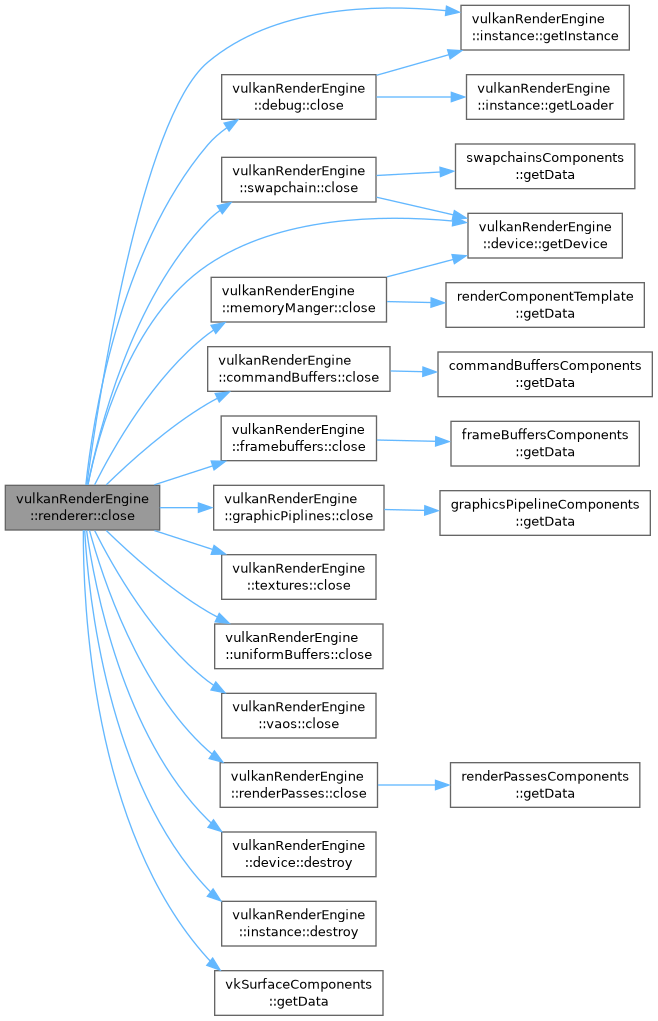 vulkanRenderEngine
::renderer::close
vulkanRenderEngine
::instance::getInstance
vulkanRenderEngine
::debug::close
vulkanRenderEngine
::instance::getLoader
vulkanRenderEngine
::swapchain::close
swapchainsComponents
::getData
vulkanRenderEngine
::device::getDevice
vulkanRenderEngine
::memoryManger::close
renderComponentTemplate
::getData
vulkanRenderEngine
::commandBuffers::close
commandBuffersComponents
::getData
vulkanRenderEngine
::framebuffers::close
frameBuffersComponents
::getData
vulkanRenderEngine
::graphicPiplines::close
graphicsPipelineComponents
::getData
vulkanRenderEngine
::textures::close
vulkanRenderEngine
::uniformBuffers::close
vulkanRenderEngine
::vaos::close
vulkanRenderEngine
::renderPasses::close
renderPassesComponents
::getData
vulkanRenderEngine
::device::destroy
vulkanRenderEngine
::instance::destroy
vkSurfaceComponents
::getData